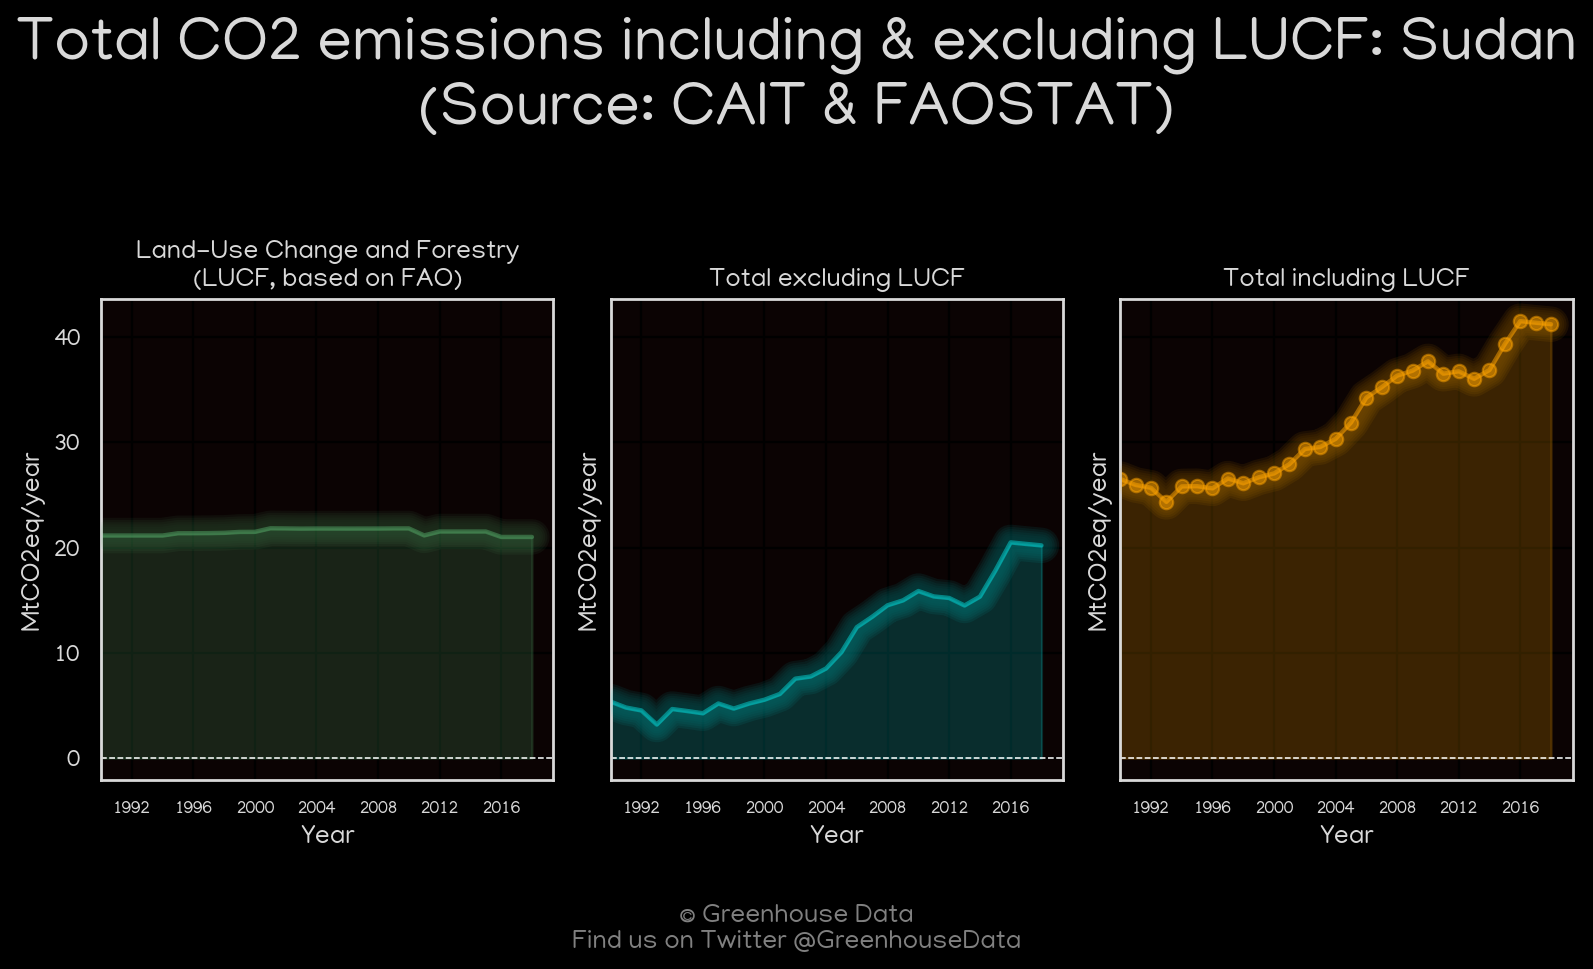 Total CO2 emissions including & excluding LUCF: Sudan
(Source: CAIT & FAOSTAT)
Land-Use Change and Forestry
(LUCF, based on FAO)
MtCO2eq/year
40
30
20
10
0
1992 1996 2000 2004 2008 2012 2016
Year
Total excluding LUCF
MtCO2eq/year
1992 1996 2000 2004 2008 2012 2016
Year
Total including LUCF
MtCO2eq/year
1992 1996 2000 2004 2008 2012 2016
Year
© Greenhouse Data
Find us on Twitter @GreenhouseData